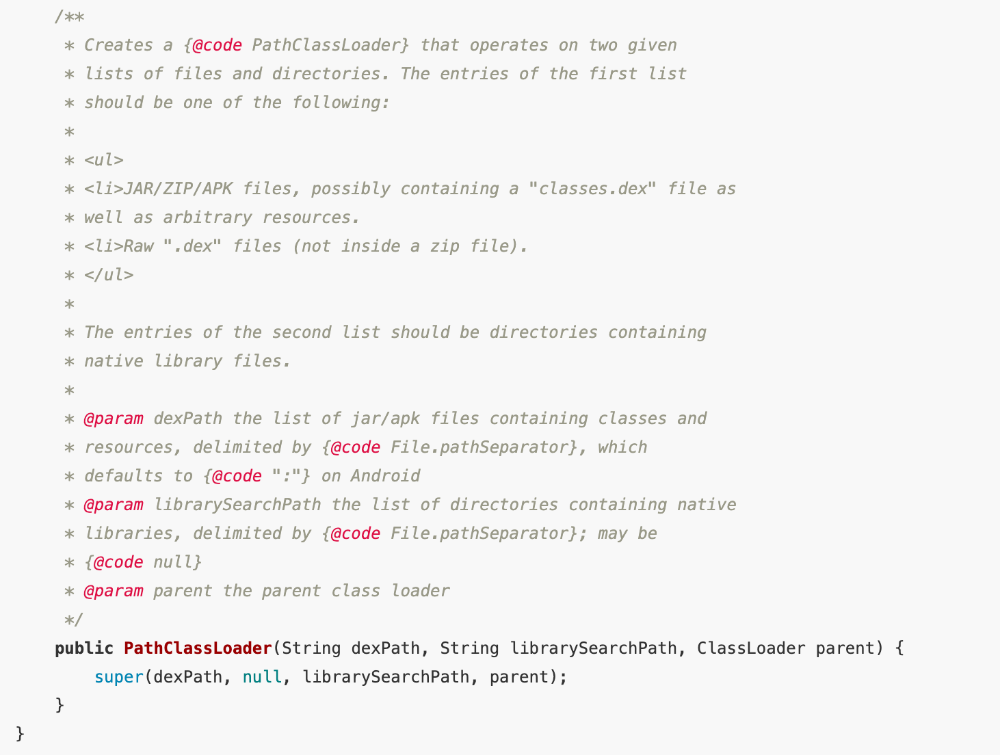 /**
 * Creates a {@code PathClassLoader} that operates on two given
 * lists of files and directories. The entries of the first list
 * should be one of the following:
 *
 * <ul>
 * <li>JAR/ZIP/APK files, possibly containing a "classes.dex" file as
 * well as arbitrary resources.
 * <li>Raw ".dex" files (not inside a zip file).
 * </ul>
 *
 * The entries of the second list should be directories containing
 * native library files.
 *
 * @param dexPath the list of jar/apk files containing classes and
 * resources, delimited by {@code File.pathSeparator}, which
 * defaults to {@code ":"} on Android
 * @param librarySearchPath the list of directories containing native
 * libraries, delimited by {@code File.pathSeparator}; may be
 * {@code null}
 * @param parent the parent class loader
 */
public PathClassLoader(String dexPath, String librarySearchPath, ClassLoader parent) {
    super(dexPath, null, librarySearchPath, parent);
}
}